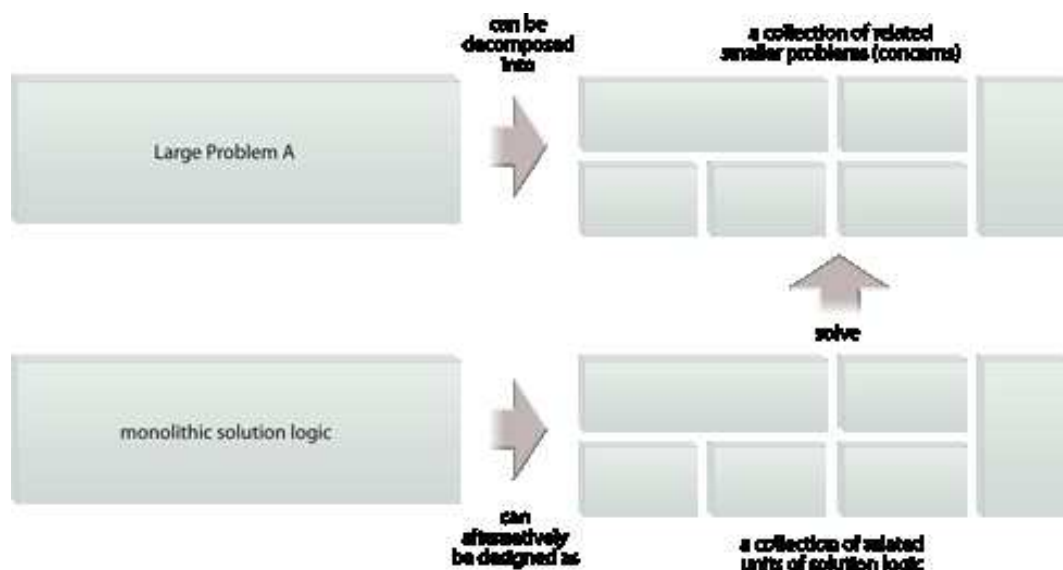 can be
decomposed
into
a collection of related
smaller problems (concerns)
Large Problem A
solve
monolithic solution logic
can
alternatively
be designed as
a collection of related
units of solution logic